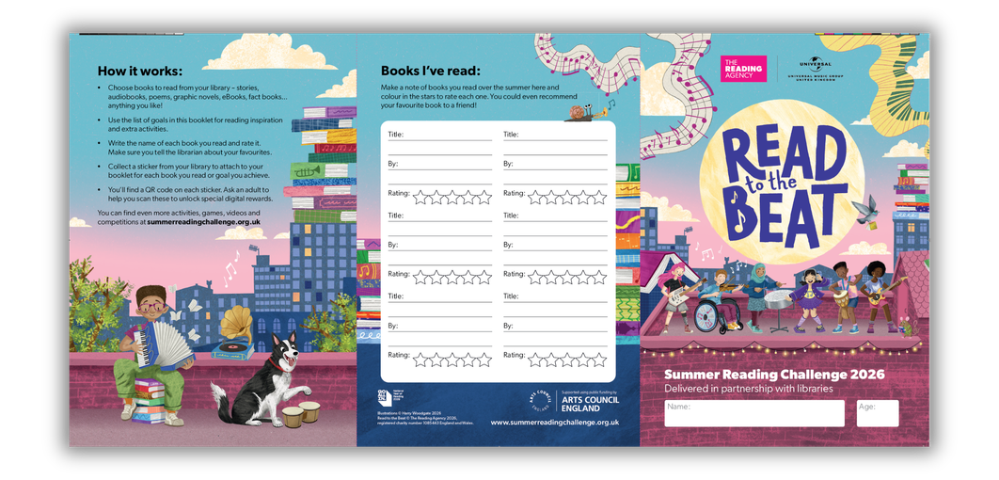 How it works:
• Choose books to read from your library – stories,
audiobooks, poems, graphic novels, eBooks, fact books...
anything you like!
• Use the list of goals in this booklet for reading inspiration
and extra activities.
• Write the name of each book you read and rate it.
Make sure you tell the librarian about your favourites.
• Collect a sticker from your library to attach to your
booklet for each book you read or goal you achieve.
• You'll find a QR code on each sticker. Ask an adult to
help you scan these to unlock special digital rewards.
You can find even more activities, games, videos and
competitions at summerreadingchallenge.org.uk
Books I've read:
Make a note of books you read over the summer here and
colour in the stars to rate each one. You could even recommend
your favourite book to a friend!
Title: Title:
By: By:
Rating: Rating:
Title: Title:
By: By:
Rating: Rating:
Title: Title:
By: By:
Rating: Rating:
Illustrations © Harry Woodgate 2026
Read to the Beat © The Reading Agency 2026,
registered charity number 1085443 England and Wales.
ARTS COUNCIL
ENGLAND
Supported using public funding by
ARTS COUNCIL
ENGLAND
www.summerreadingchallenge.org.uk
THE
READING
AGENCY
UNIVERSAL
UNIVERSAL MUSIC GROUP
UNITED KINGDOM
READ
to the
BEAT
Summer Reading Challenge 2026
Delivered in partnership with libraries
Name: Age: